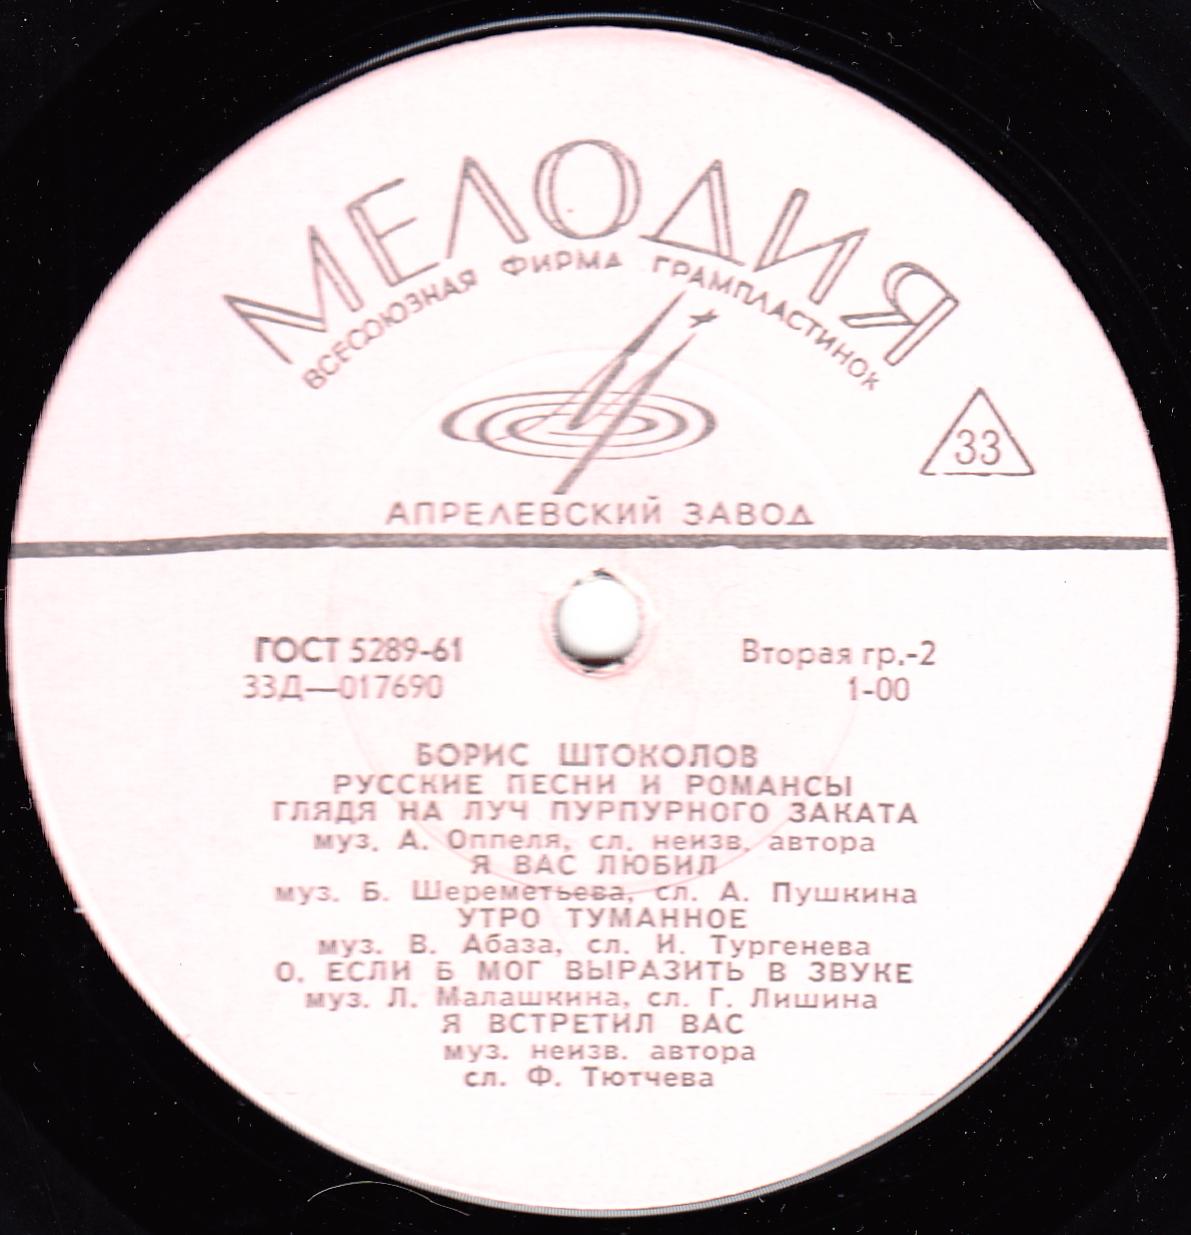 МЕЛОДИЯ
ВСЕСОЮЗНАЯ ФИРМА ГРАМПЛАСТИНОК
33
АПРЕЛЕВСКИЙ ЗАВОД
ГОСТ 5289-61
Вторая гр.-2
33Д—017690
1-00
БОРИС ШТОКОЛОВ
РУССКИЕ ПЕСНИ И РОМАНСЫ
ГЛЯДЯ НА ЛУЧ ПУРПУРНОГО ЗАКАТА
муз. А. Оппеля, сл. неизв. автора
Я ВАС ЛЮБИЛ
муз. Б. Шереметьева, сл. А. Пушкина
УТРО ТУМАННОЕ
муз. В. Абаза, сл. И. Тургенева
О, ЕСЛИ Б МОГ ВЫРАЗИТЬ В ЗВУКЕ
муз. Л. Малашкина, сл. Г. Лишина
Я ВСТРЕТИЛ ВАС
муз. неизв. автора
сл. Ф. Тютчева